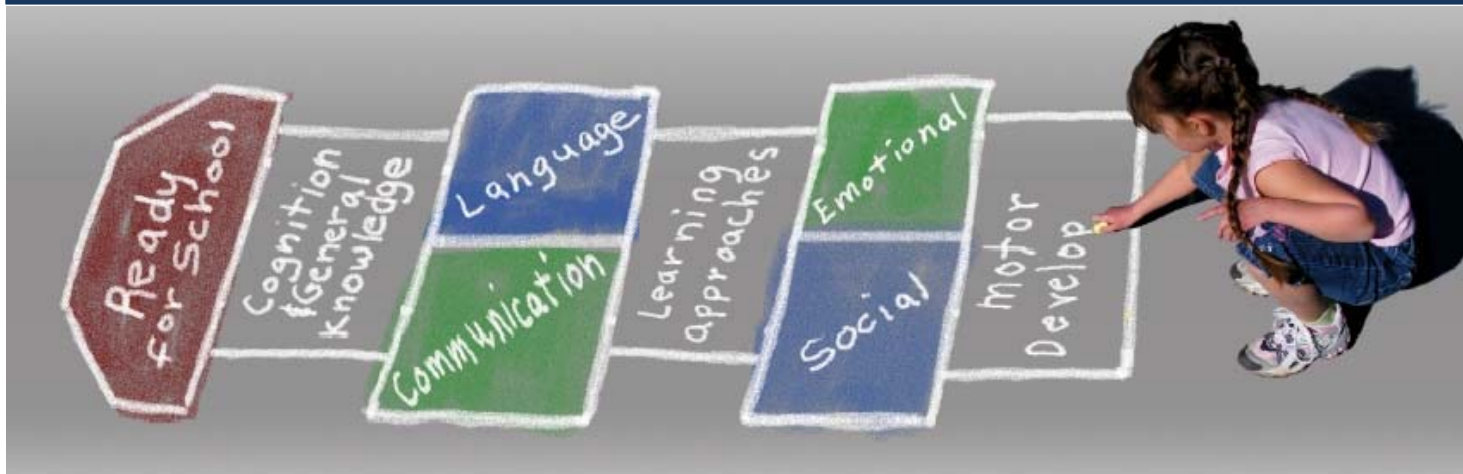 Ready
for School
Cognition
& General
Knowledge
Language
Communication
Learning
approaches
Emotional
Social
Motor
Develop